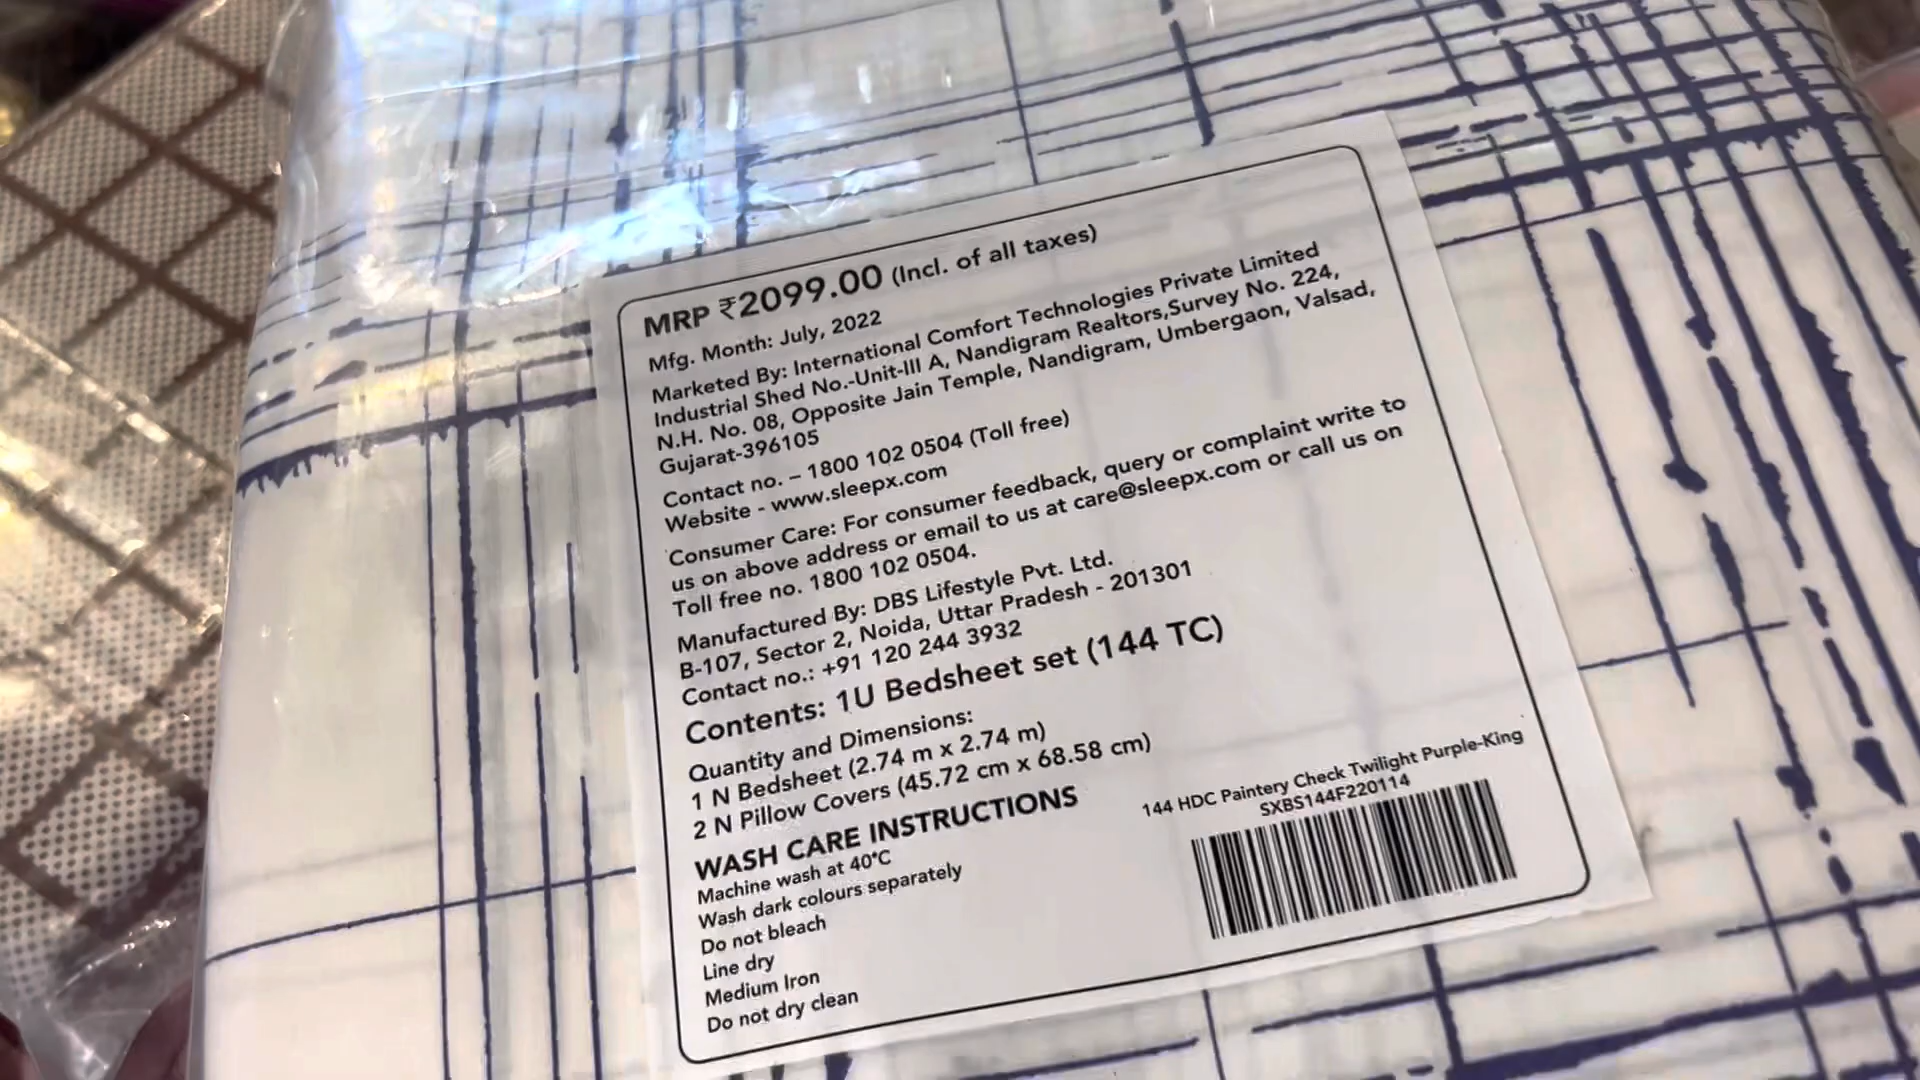 MRP ₹2099.00 (Incl. of all taxes)
Mfg. Month: July, 2022
Marketed By: International Comfort Technologies Private Limited
Industrial Shed No.-Unit-III A, Nandigram Realtors,Survey No. 224,
N.H. No. 08, Opposite Jain Temple, Nandigram, Umbergaon, Valsad,
Gujarat-396105
Contact no. – 1800 102 0504 (Toll free)
Website - www.sleepx.com
Consumer Care: For consumer feedback, query or complaint write to
us on above address or email to us at care@sleepx.com or call us on
Toll free no. 1800 102 0504.
Manufactured By: DBS Lifestyle Pvt. Ltd.
B-107, Sector 2, Noida, Uttar Pradesh - 201301
Contact no.: +91 120 244 3932
Contents: 1U Bedsheet set (144 TC)
Quantity and Dimensions:
1 N Bedsheet (2.74 m x 2.74 m)
2 N Pillow Covers (45.72 cm x 68.58 cm)
WASH CARE INSTRUCTIONS
Machine wash at 40°C
Wash dark colours separately
Do not bleach
Line dry
Medium Iron
Do not dry clean
144 HDC Paintery Check Twilight Purple-King
SXBS144F220114